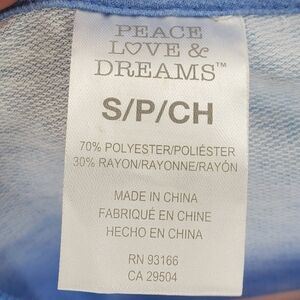 PEACE
LOVE &
DREAMS™
S/P/CH
70% POLYESTER/POLIÉSTER
30% RAYON/RAYONNE/RAYÓN
MADE IN CHINA
FABRIQUÉ EN CHINE
HECHO EN CHINA
RN 93166
CA 29504